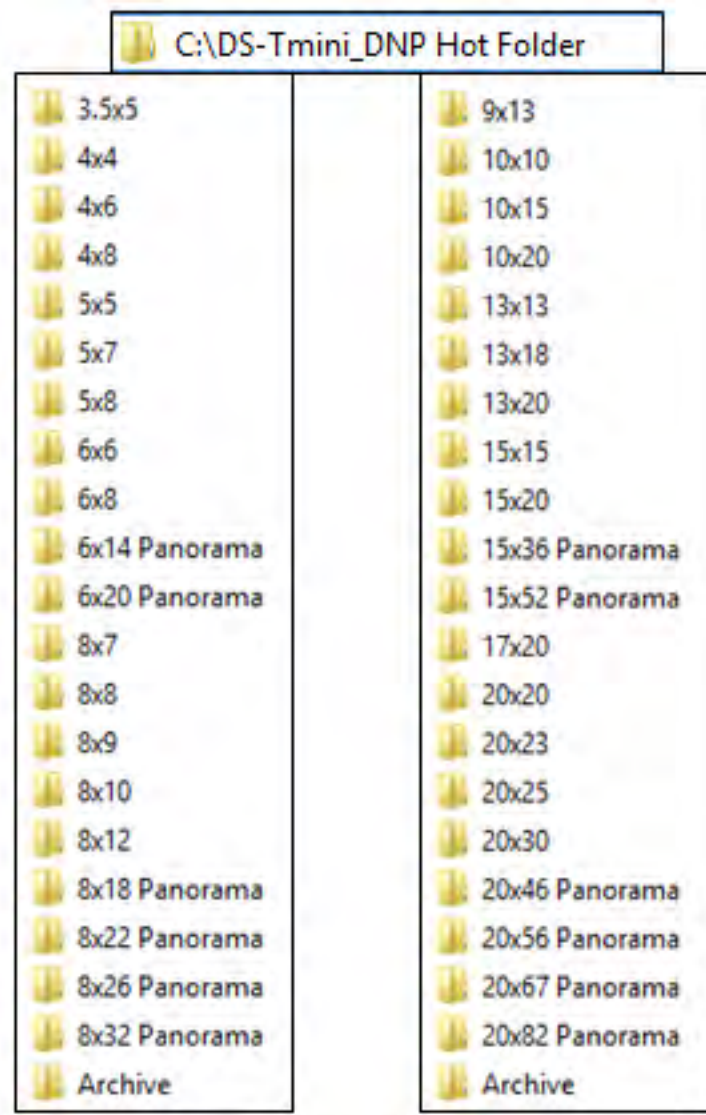 C:\DS-Tmini_DNP Hot Folder
3.5x5
4x4
4x6
4x8
5x5
5x7
5x8
6x6
6x8
6x14 Panorama
6x20 Panorama
8x7
8x8
8x9
8x10
8x12
8x18 Panorama
8x22 Panorama
8x26 Panorama
8x32 Panorama
Archive
9x13
10x10
10x15
10x20
13x13
13x18
13x20
15x15
15x20
15x36 Panorama
15x52 Panorama
17x20
20x20
20x23
20x25
20x30
20x46 Panorama
20x56 Panorama
20x67 Panorama
20x82 Panorama
Archive